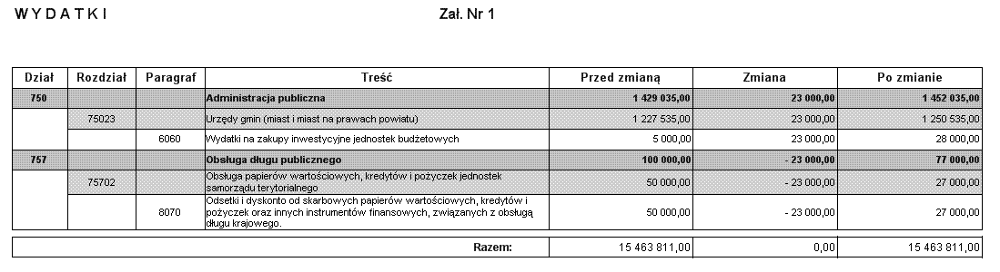 W Y D A T K I Zał. Nr 1
Dział Rozdział Paragraf Treść Przed zmianą Zmiana Po zmianie
750 Administracja publiczna 1 429 035,00 23 000,00 1 452 035,00
75023 Urzędy gmin (miast i miast na prawach powiatu) 1 227 535,00 23 000,00 1 250 535,00
6060 Wydatki na zakupy inwestycyjne jednostek budżetowych 5 000,00 23 000,00 28 000,00
757 Obsługa długu publicznego 100 000,00 - 23 000,00 77 000,00
75702 Obsługa papierów wartościowych, kredytów i pożyczek jednostek
samorządu terytorialnego 50 000,00 - 23 000,00 27 000,00
Odsetki i dyskonto od skarbowych papierów wartościowych, kredytów i
8070 pożyczek oraz innych instrumentów finansowych, związanych z obsługą 50 000,00 - 23 000,00 27 000,00
długu krajowego.
Razem: 15 463 811,00 0,00 15 463 811,00